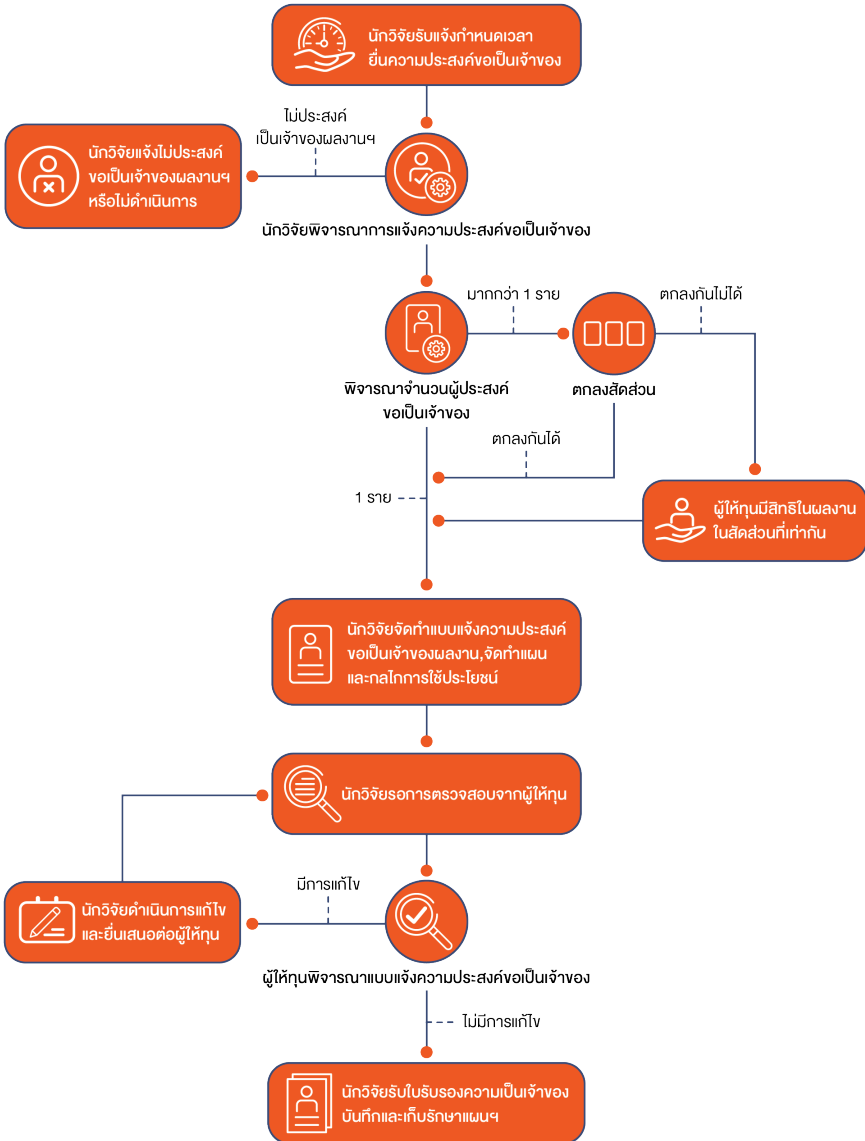 นักวิจัยรับแจ้งกำหนดเวลา
ยื่นความประสงค์ขอเป็นเจ้าของ
ไม่ประสงค์
เป็นเจ้าของผลงานฯ
นักวิจัยแจ้งไม่ประสงค์
ขอเป็นเจ้าของผลงานฯ
หรือไม่ดำเนินการ
นักวิจัยพิจารณาการแจ้งความประสงค์ขอเป็นเจ้าของ
มากกว่า 1 ราย
ตกลงกันไม่ได้
พิจารณาจำนวนผู้ประสงค์
ขอเป็นเจ้าของ
ตกลงสัดส่วน
ตกลงกันได้
1 ราย
ผู้ให้ทุนมีสิทธิในผลงาน
ในสัดส่วนที่เท่ากัน
นักวิจัยจัดทำแบบแจ้งความประสงค์
ขอเป็นเจ้าของผลงาน,จัดทำแผน
และกลไกการใช้ประโยชน์
นักวิจัยรอการตรวจสอบจากผู้ให้ทุน
มีการแก้ไข
นักวิจัยดำเนินการแก้ไข
และยื่นเสนอต่อผู้ให้ทุน
ผู้ให้ทุนพิจารณาแบบแจ้งความประสงค์ขอเป็นเจ้าของ
ไม่มีการแก้ไข
นักวิจัยรับใบรับรองความเป็นเจ้าของ
บันทึกและเก็บรักษาแผนฯ